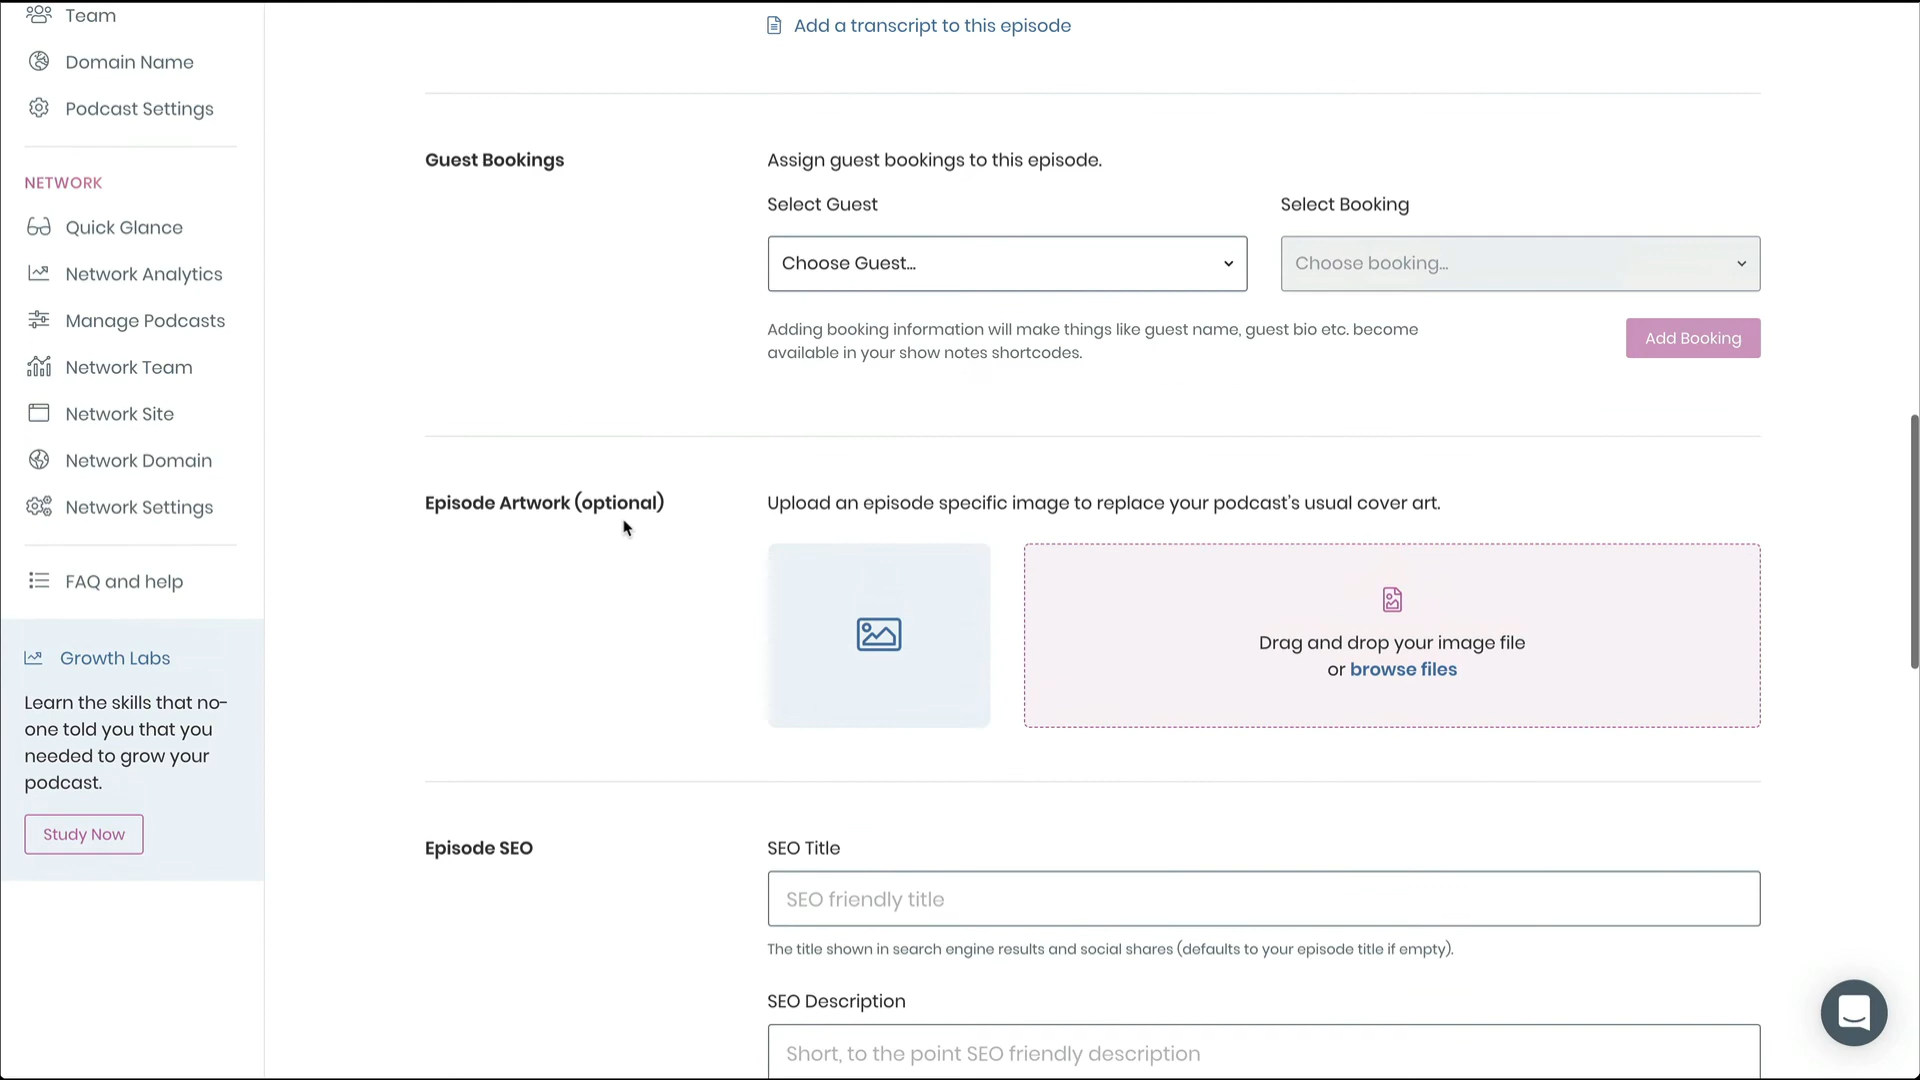 Team
Domain Name
Podcast Settings
NETWORK
Quick Glance
Network Analytics
Manage Podcasts
Network Team
Network Site
Network Domain
Network Settings
FAQ and help
Growth Labs
Learn the skills that no-
one told you that you
needed to grow your
podcast.
Study Now
Add a transcript to this episode
Guest Bookings
Assign guest bookings to this episode.
Select Guest
Select Booking
Choose Guest...
Choose booking...
Adding booking information will make things like guest name, guest bio etc. become
available in your show notes shortcodes.
Add Booking
Episode Artwork (optional)
Upload an episode specific image to replace your podcast's usual cover art.
Drag and drop your image file
or browse files
Episode SEO
SEO Title
SEO friendly title
The title shown in search engine results and social shares (defaults to your episode title if empty).
SEO Description
Short, to the point SEO friendly description